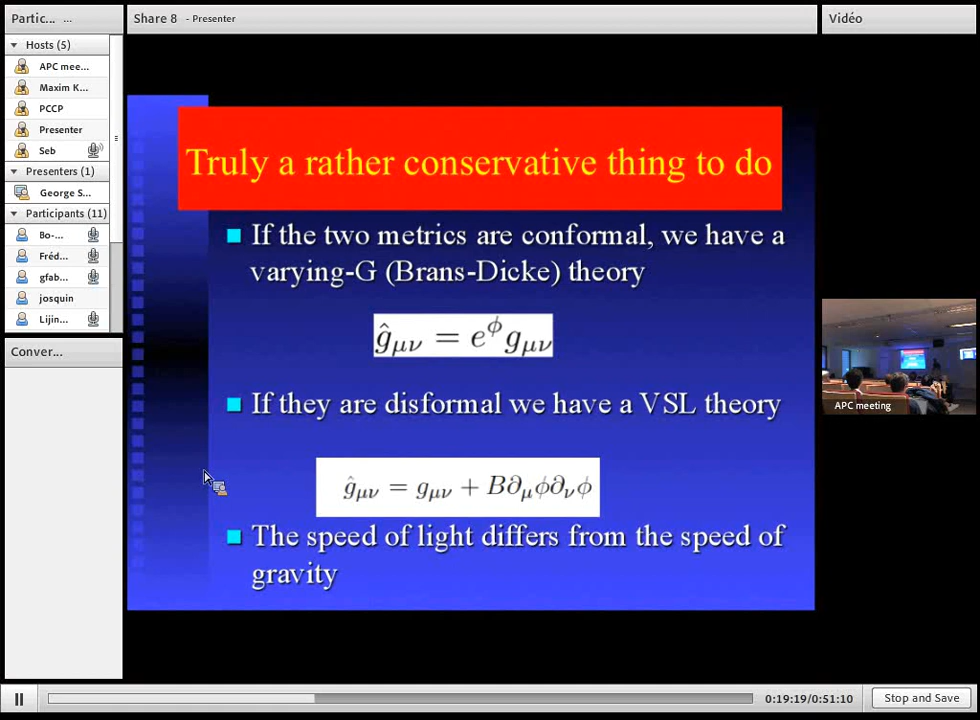 Partic... ...
Share 8 - Presenter
Vidéo
Hosts (5)
APC mee...
Maxim K...
PCCP
Presenter
Seb
Presenters (1)
George S...
Participants (11)
Bo-...
Fréd...
gfab...
josquin
Lijin...
Conver...
Truly a rather conservative thing to do
If the two metrics are conformal, we have a
varying-G (Brans-Dicke) theory
ĝμν = e^ϕ gμν
If they are disformal we have a VSL theory
ĝμν = gμν + B∂μϕ∂νϕ
The speed of light differs from the speed of
gravity
APC meeting
0:19:19/0:51:10
Stop and Save